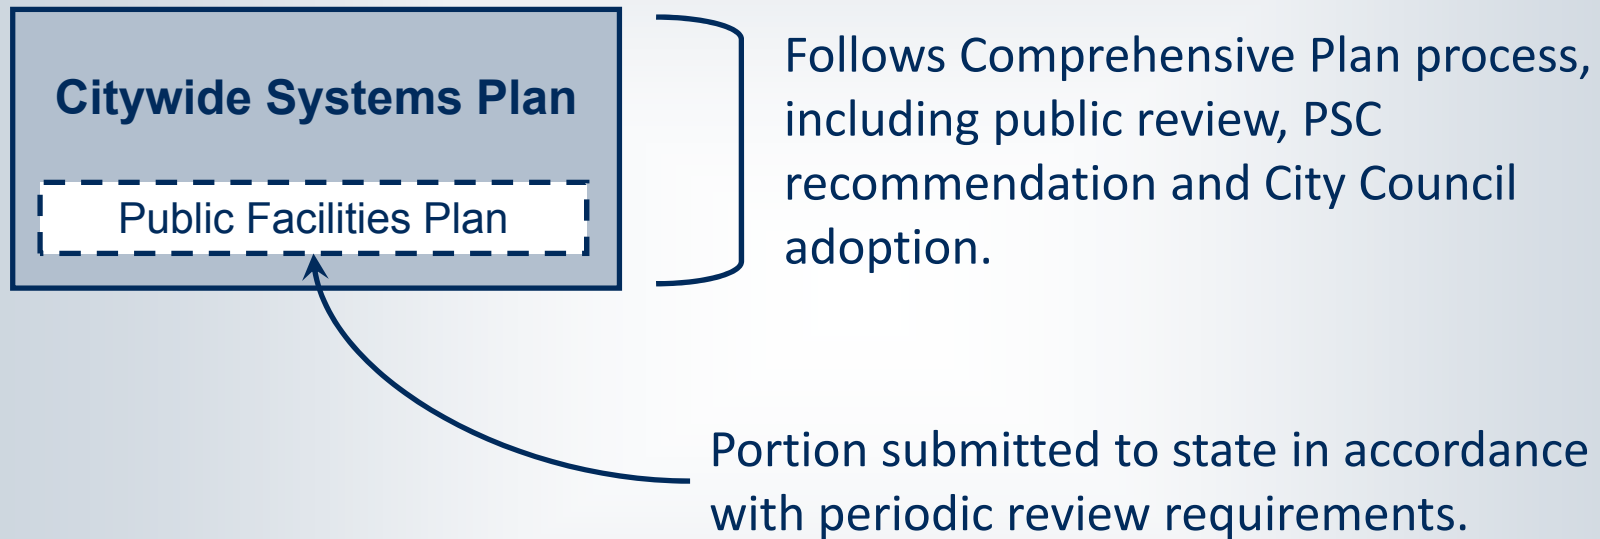 Citywide Systems Plan
Public Facilities Plan
Follows Comprehensive Plan process,
including public review, PSC
recommendation and City Council
adoption.
Portion submitted to state in accordance
with periodic review requirements.